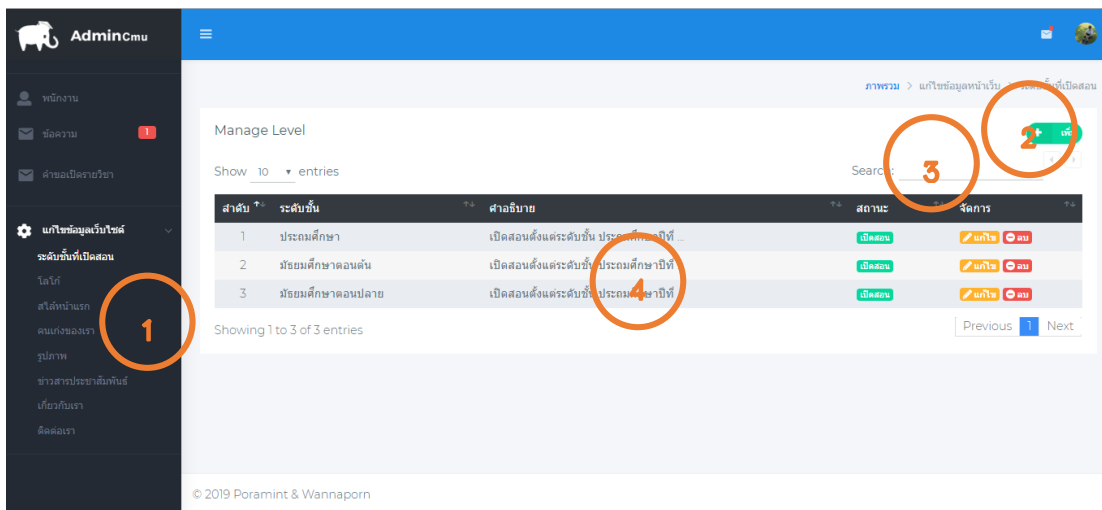 AdminCmu
ภาพรวม > แก้ไขข้อมูลหน้าเว็บ > ระดับชั้นที่เปิดสอน
พนักงาน
ข้อความ 1
คำขอเปิดรายวิชา
แก้ไขข้อมูลเว็บไซต์
ระดับชั้นที่เปิดสอน
โลโก้
สไลด์หน้าแรก
คนเก่งของเรา
รูปภาพ
ข่าวสารประชาสัมพันธ์
เกี่ยวกับเรา
ติดต่อเรา
1
Manage Level
2
Show 10 entries
Search:
3
ลำดับ ระดับชั้น คำอธิบาย สถานะ จัดการ
1 ประถมศึกษา เปิดสอนตั้งแต่ระดับชั้น ประถมศึกษาปีที่ ... เปิดสอน แก้ไข ลบ
2 มัธยมศึกษาตอนต้น เปิดสอนตั้งแต่ระดับชั้น ประถมศึกษาปีที่ เปิดสอน แก้ไข ลบ
3 มัธยมศึกษาตอนปลาย เปิดสอนตั้งแต่ระดับชั้น ประถมศึกษาปีที่ เปิดสอน แก้ไข ลบ
4
Showing 1 to 3 of 3 entries
Previous 1 Next
© 2019 Poramint & Wannaporn